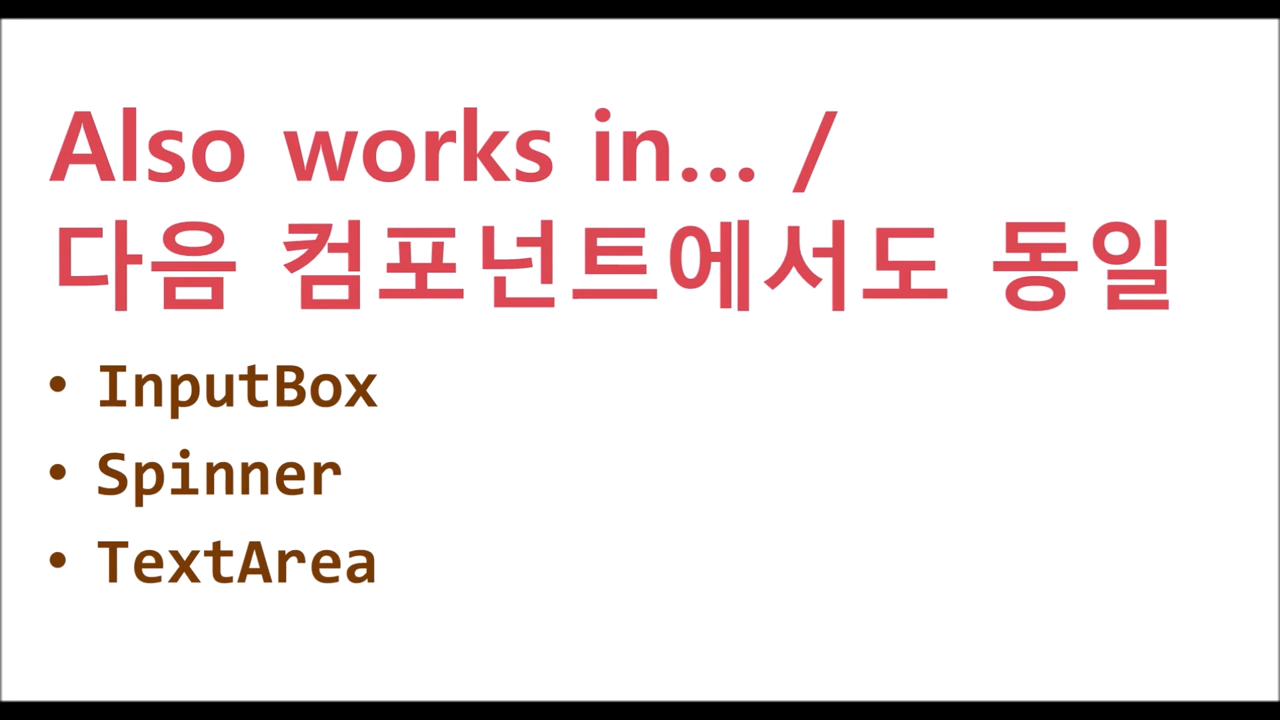 Also works in... /
다음 컴포넌트에서도 동일
• InputBox
• Spinner
• TextArea